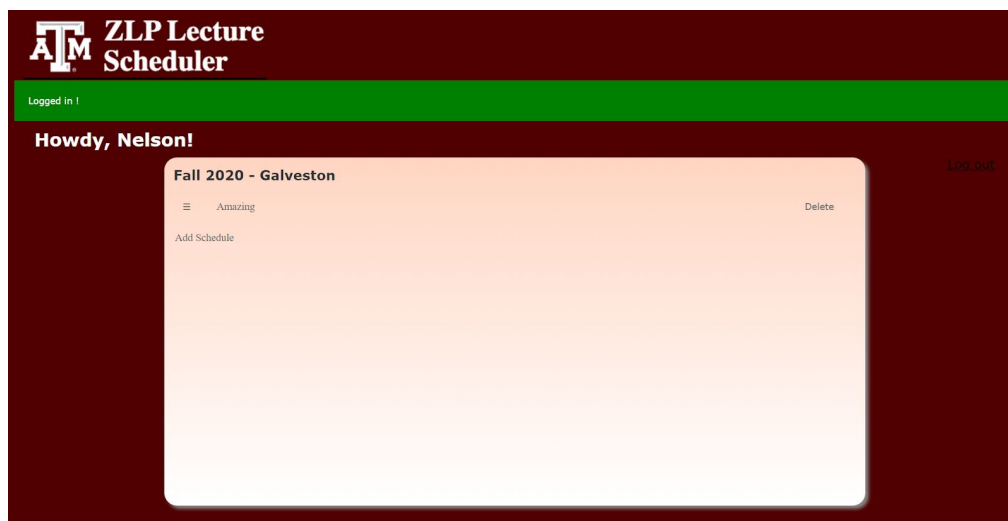 ZLP Lecture
Scheduler
Logged in !
Howdy, Nelson!
Log out
Fall 2020 - Galveston
☰ Amazing Delete
Add Schedule